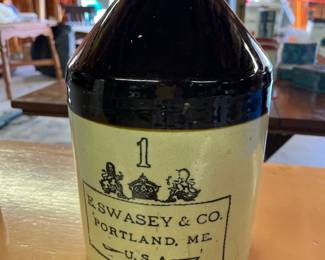 1
E. SWASEY & CO.
PORTLAND, ME.
U.S.A.